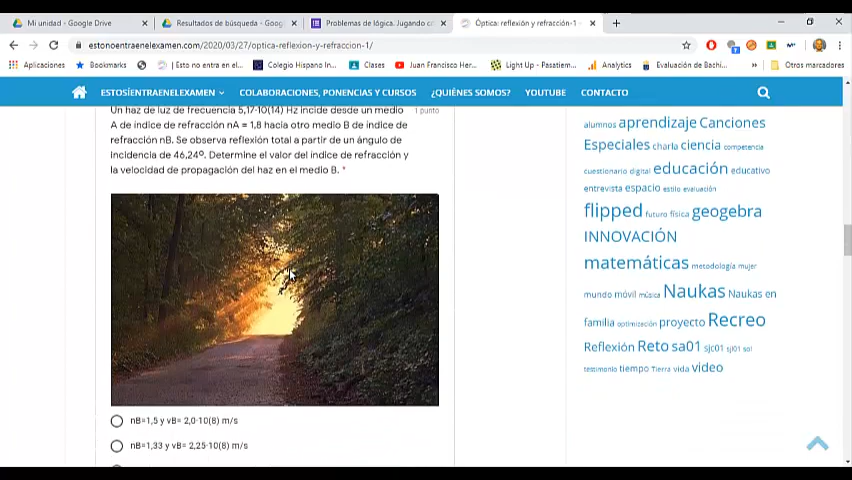 Mi unidad - Google Drive
Resultados de búsqueda - Goog
Problemas de lógica. Jugando c
Óptica: reflexión y refracción-1 -
estonoentraenelexamen.com/2020/03/27/optica-reflexion-y-refraccion-1/
Aplicaciones
Bookmarks
| Esto no entra en el...
Colegio Hispano In...
Clases
Juan Francisco Her...
Light Up - Pasatiem...
Analytics
Evaluación de Bachi...
Otros marcadores
ESTOSÍENTRAENELEXAMEN
COLABORACIONES, PONENCIAS Y CURSOS
¿QUIÉNES SOMOS?
YOUTUBE
CONTACTO
Un haz de luz de frecuencia 5,17·10(14) Hz incide desde un medio
1 punto
A de índice de refracción nA = 1,8 hacia otro medio B de índice de
refracción nB. Se observa reflexión total a partir de un ángulo de
incidencia de 46,24º. Determine el valor del índice de refracción y
la velocidad de propagación del haz en el medio B. *
nB=1,5 y vB= 2,0·10(8) m/s
nB=1,33 y vB= 2,25·10(8) m/s
alumnos aprendizaje Canciones
Especiales charla ciencia competencia
cuestionario digital educación educativo
entrevista espacio estilo evaluación
flipped futuro física geogebra
INNOVACIÓN
matemáticas metodología mujer
mundo móvil música Naukas Naukas en
familia optimización proyecto Recreo
Reflexión Reto sa01 sjc01 sjl01 sol
testimonio tiempo Tierra vida video